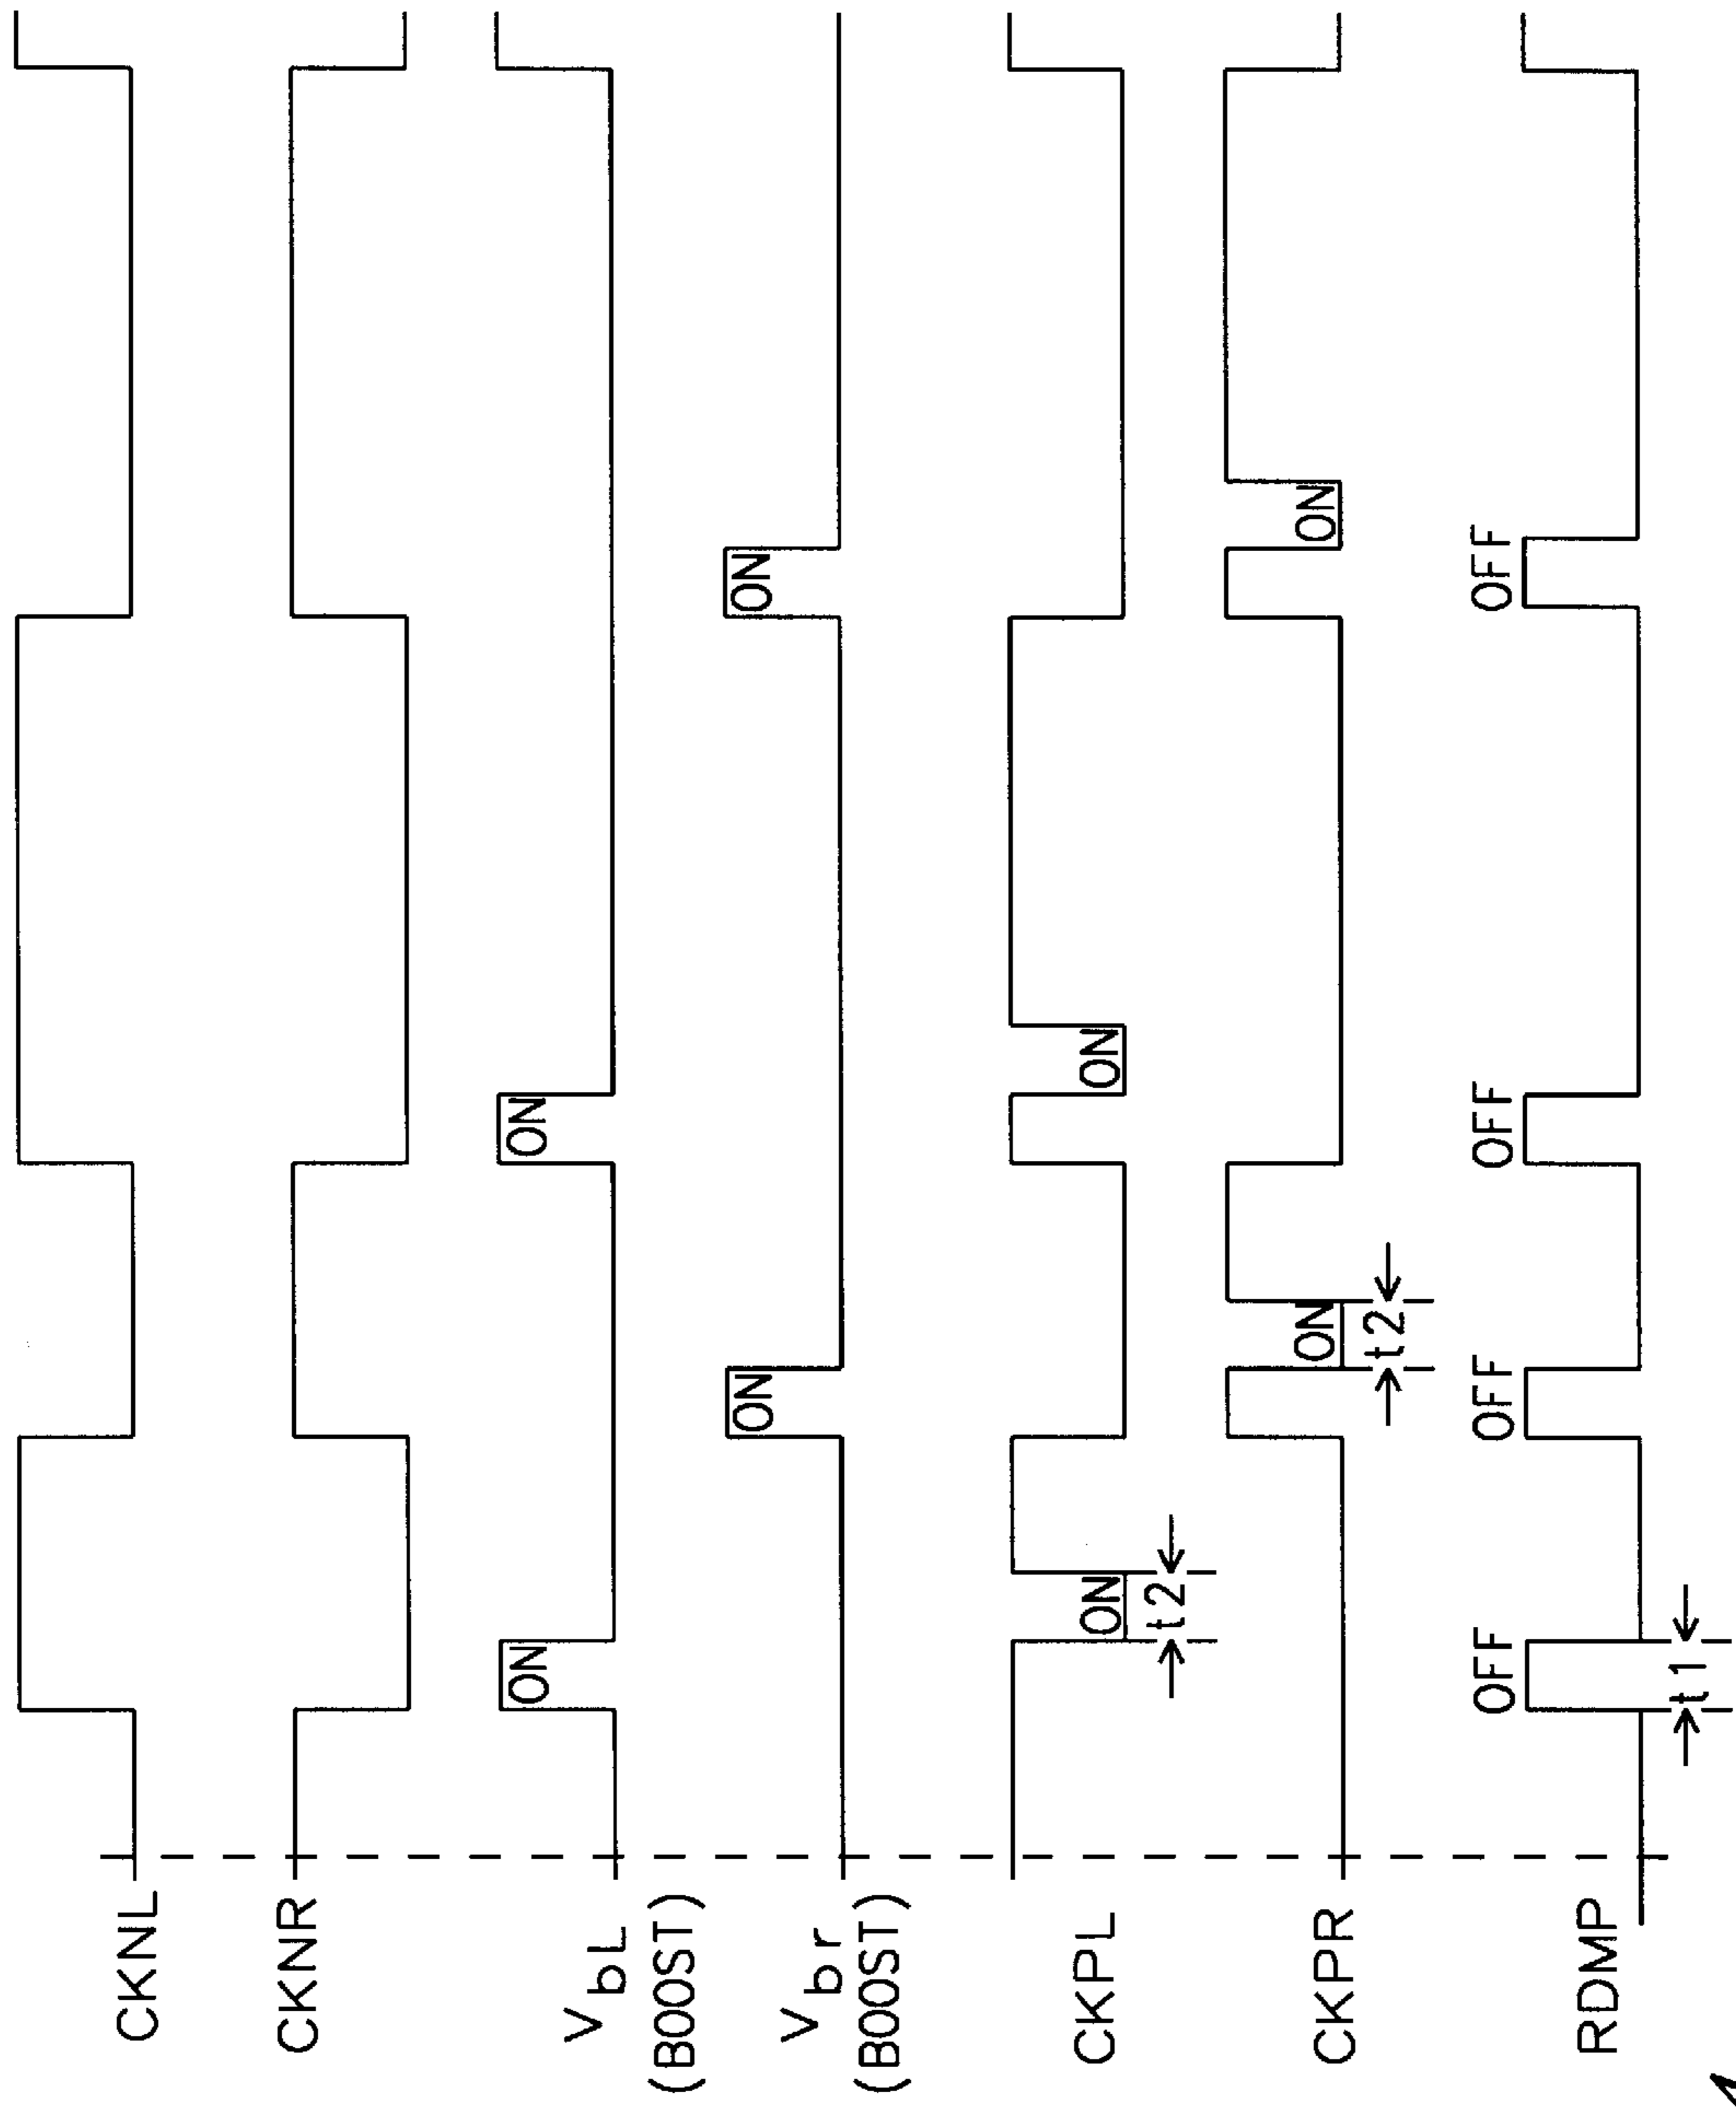 CKNL
CKNR
VbL
(BOOST)
ON
ON
Vbr
(BOOST)
ON
ON
CKPL
ON
t2
ON
CKPR
ON
t2
ON
RDMP
OFF
t1
OFF
OFF
OFF